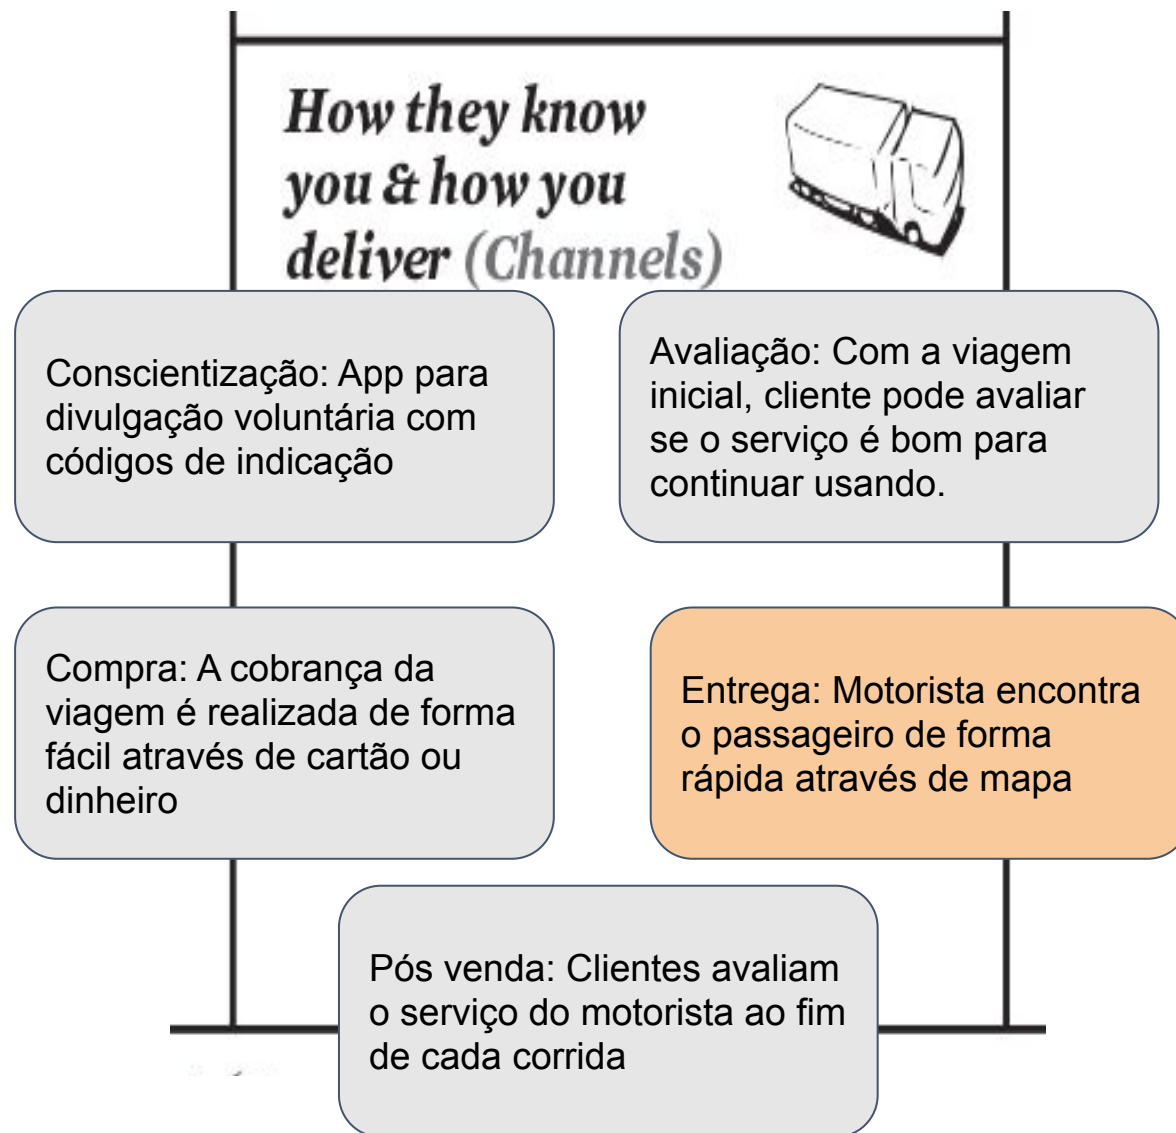 How they know
you & how you
deliver (Channels)
Conscientização: App para
divulgação voluntária com
códigos de indicação
Avaliação: Com a viagem
inicial, cliente pode avaliar
se o serviço é bom para
continuar usando.
Compra: A cobrança da
viagem é realizada de forma
fácil através de cartão ou
dinheiro
Entrega: Motorista encontra
o passageiro de forma
rápida através de mapa
Pós venda: Clientes avaliam
o serviço do motorista ao fim
de cada corrida